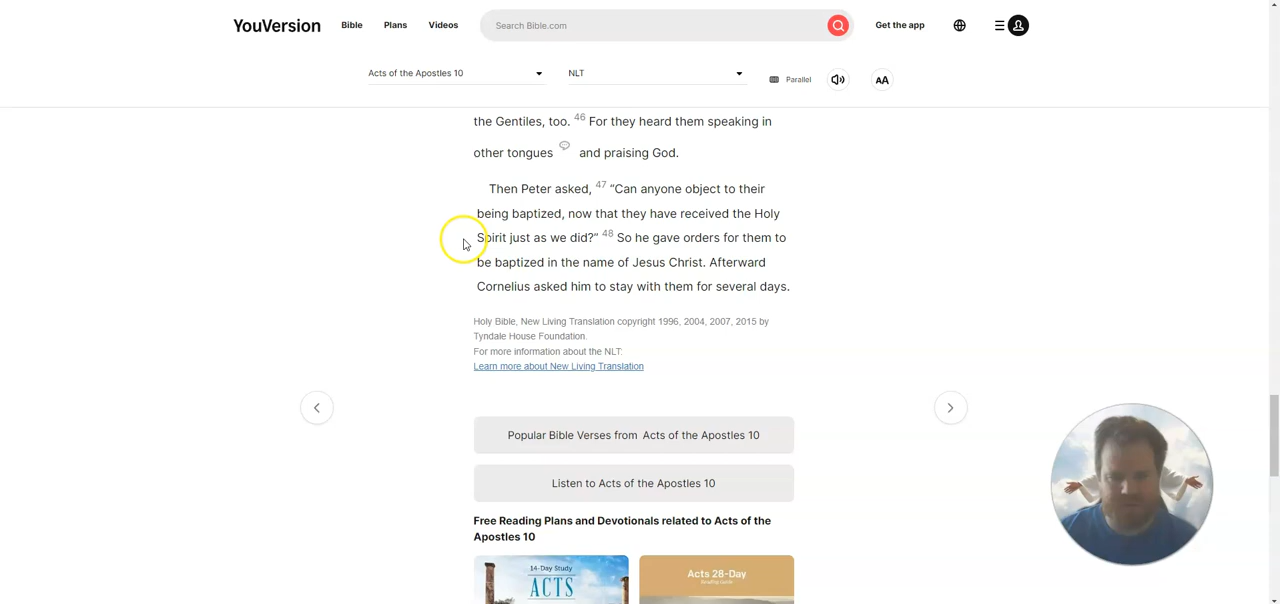 YouVersion Bible Plans Videos Search Bible.com Get the app
Acts of the Apostles 10 NLT Parallel AA
the Gentiles, too. 46 For they heard them speaking in
other tongues and praising God.
Then Peter asked, 47 “Can anyone object to their
being baptized, now that they have received the Holy
Spirit just as we did?” 48 So he gave orders for them to
be baptized in the name of Jesus Christ. Afterward
Cornelius asked him to stay with them for several days.
Holy Bible, New Living Translation copyright 1996, 2004, 2007, 2015 by
Tyndale House Foundation.
For more information about the NLT:
Learn more about New Living Translation
Popular Bible Verses from Acts of the Apostles 10
Listen to Acts of the Apostles 10
Free Reading Plans and Devotionals related to Acts of the
Apostles 10
14-Day Study
ACTS
Acts 28-Day
Reading Guide